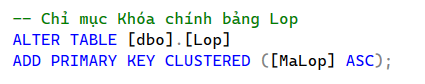 -- Chỉ mục Khóa chính bảng Lop
ALTER TABLE [dbo].[Lop]
ADD PRIMARY KEY CLUSTERED ([MaLop] ASC);